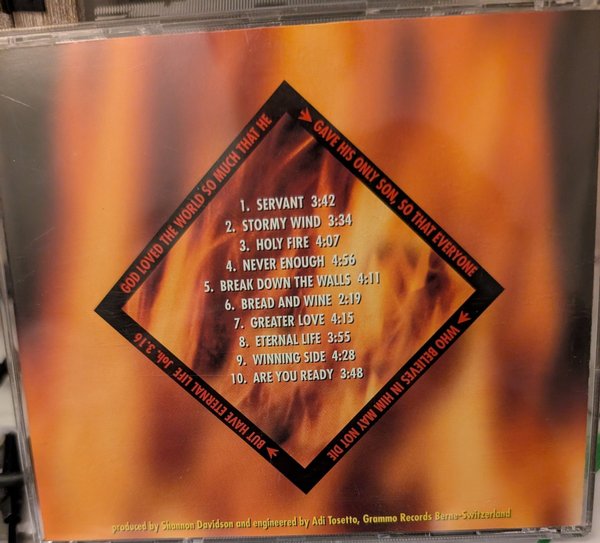 GOD LOVED THE WORLD SO MUCH THAT HE
GAVE HIS ONLY SON, SO THAT EVERYONE
WHO BELIEVES IN HIM MAY NOT DIE
BUT HAVE ETERNAL LIFE Joh. 3.16
1. SERVANT 3:42
2. STORMY WIND 3:34
3. HOLY FIRE 4:07
4. NEVER ENOUGH 4:56
5. BREAK DOWN THE WALLS 4:11
6. BREAD AND WINE 2:19
7. GREATER LOVE 4:15
8. ETERNAL LIFE 3:55
9. WINNING SIDE 4:28
10. ARE YOU READY 3:48
produced by Shannon Davidson and engineered by Adi Tosetto, Grammo Records Berne-Switzerland